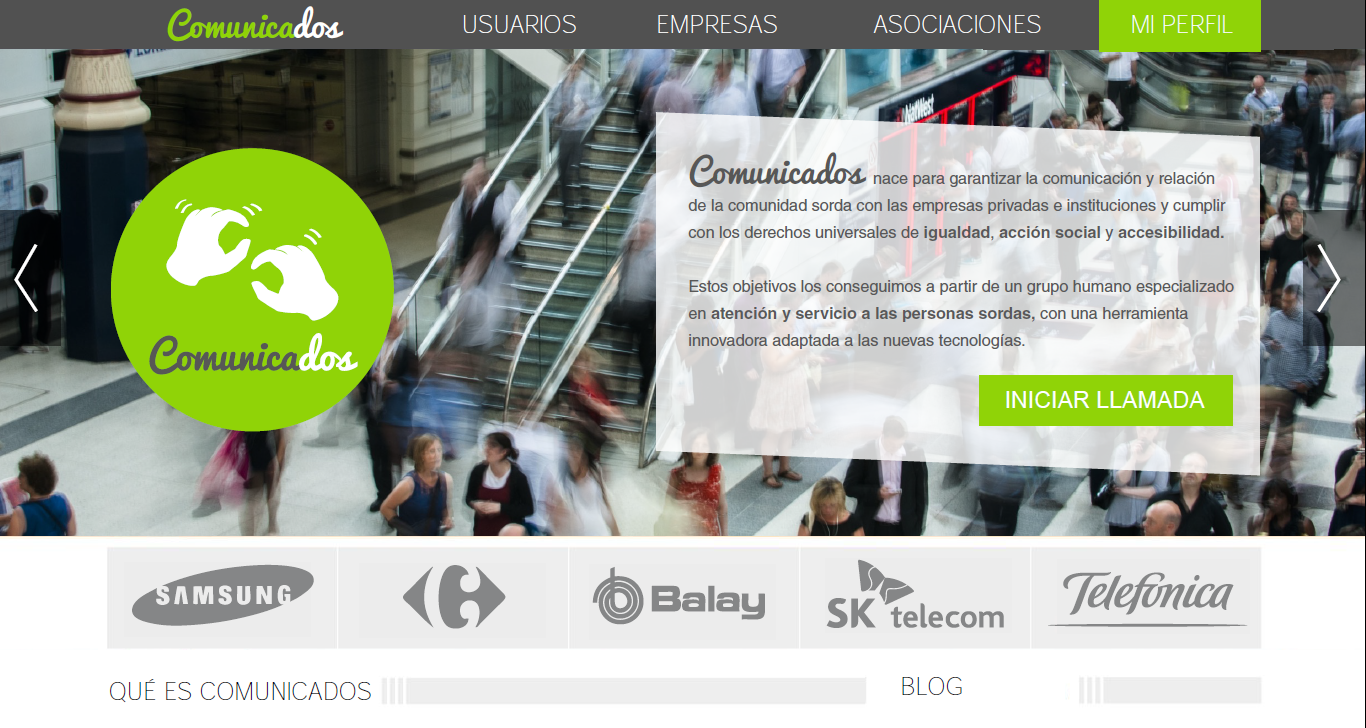 Comunicados
USUARIOS
EMPRESAS
ASOCIACIONES
MI PERFIL
NatWest
Comunicados nace para garantizar la comunicación y relación
de la comunidad sorda con las empresas privadas e instituciones y cumplir
con los derechos universales de igualdad, acción social y accesibilidad.
Estos objetivos los conseguimos a partir de un grupo humano especializado
en atención y servicio a las personas sordas, con una herramienta
innovadora adaptada a las nuevas tecnologías.
INICIAR LLAMADA
Comunicados
SAMSUNG
Balay
SK telecom
Telefónica
QUÉ ES COMUNICADOS
BLOG